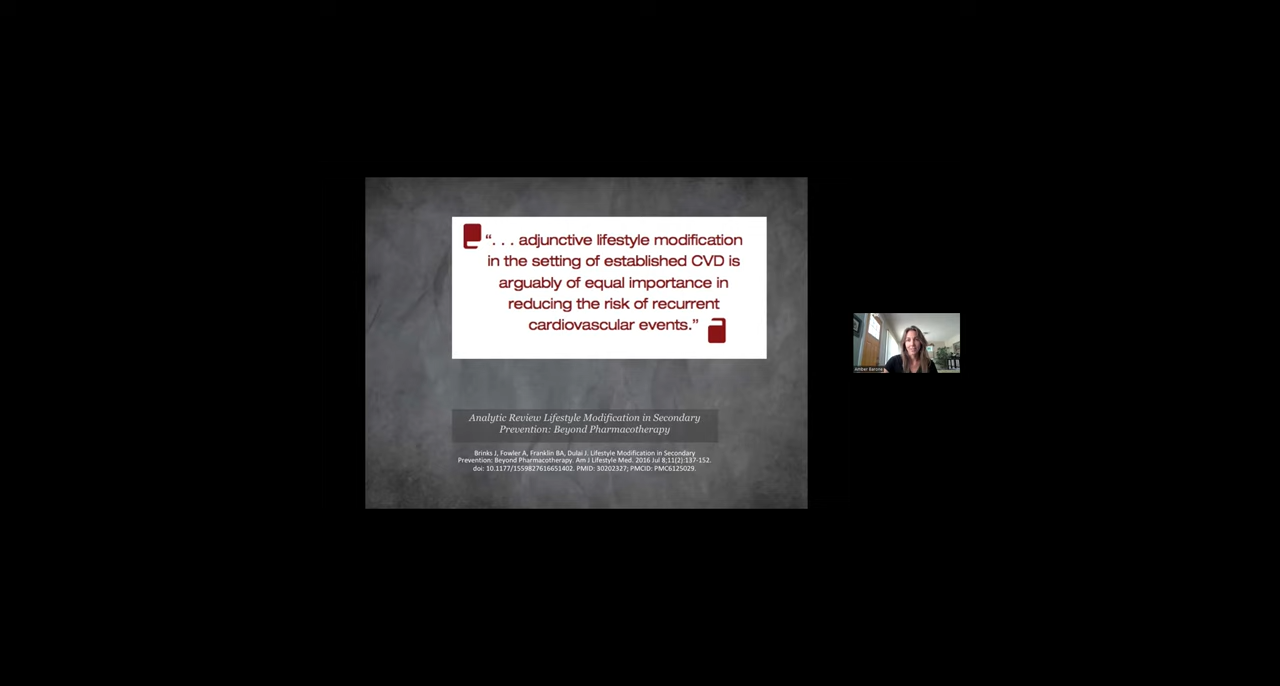 “. . . adjunctive lifestyle modification
in the setting of established CVD is
arguably of equal importance in
reducing the risk of recurrent
cardiovascular events.”
Analytic Review Lifestyle Modification in Secondary
Prevention: Beyond Pharmacotherapy
Brinks J, Fowler A, Franklin BA, Dulai J. Lifestyle Modification in Secondary
Prevention: Beyond Pharmacotherapy. Am J Lifestyle Med. 2016 Jul 8;11(2):137-152.
doi: 10.1177/1559827616651402. PMID: 30202327; PMCID: PMC6125029.
Amber Barone